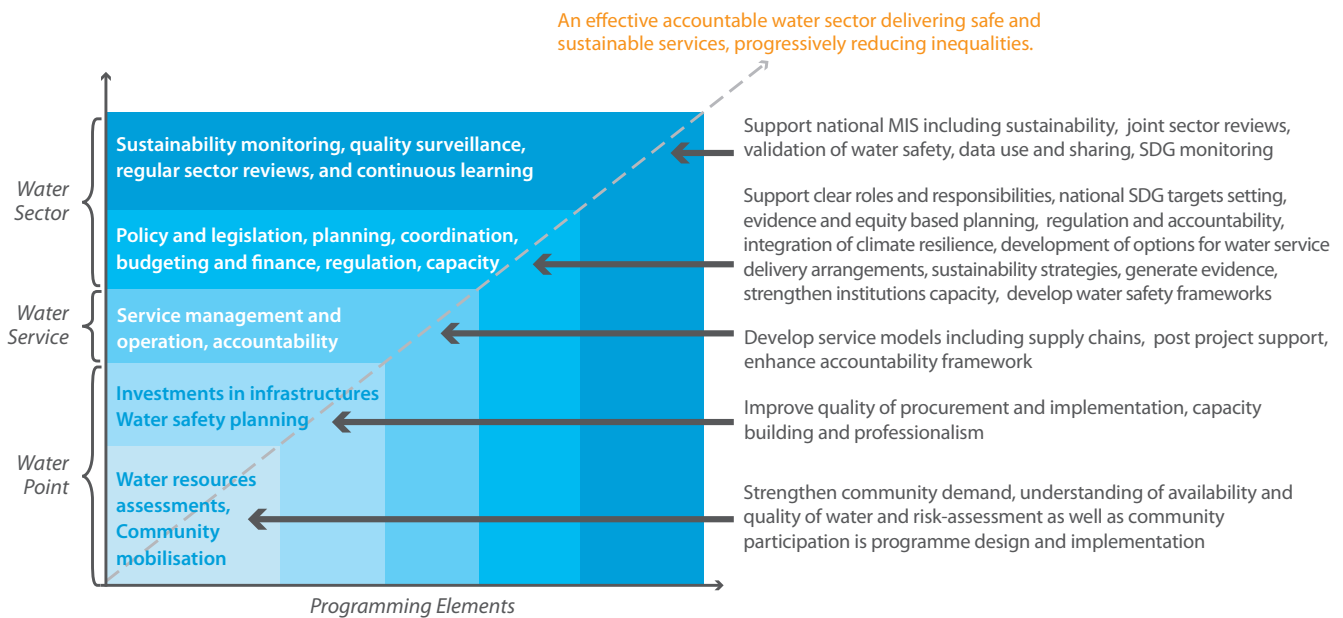 An effective accountable water sector delivering safe and
sustainable services, progressively reducing inequalities.
Water
Sector
Sustainability monitoring, quality surveillance,
regular sector reviews, and continuous learning
Support national MIS including sustainability, joint sector reviews,
validation of water safety, data use and sharing, SDG monitoring
Policy and legislation, planning, coordination,
budgeting and finance, regulation, capacity
Support clear roles and responsibilities, national SDG targets setting,
evidence and equity based planning, regulation and accountability,
integration of climate resilience, development of options for water service
delivery arrangements, sustainability strategies, generate evidence,
strengthen institutions capacity, develop water safety frameworks
Water
Service
Service management and
operation, accountability
Develop service models including supply chains, post project support,
enhance accountability framework
Water
Point
Investments in infrastructures
Water safety planning
Improve quality of procurement and implementation, capacity
building and professionalism
Water resources
assessments,
Community
mobilisation
Strengthen community demand, understanding of availability and
quality of water and risk-assessment as well as community
participation is programme design and implementation
Programming Elements